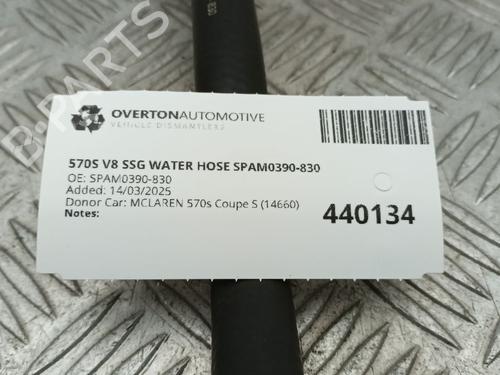 OVERTONAUTOMOTIVE
VEHICLE DISMANTLERS
570S V8 SSG WATER HOSE SPAM0390-830
OE: SPAM0390-830
Added: 14/03/2025
Donor Car: MCLAREN 570s Coupe S (14660)
Notes:
440134
B-PARTS